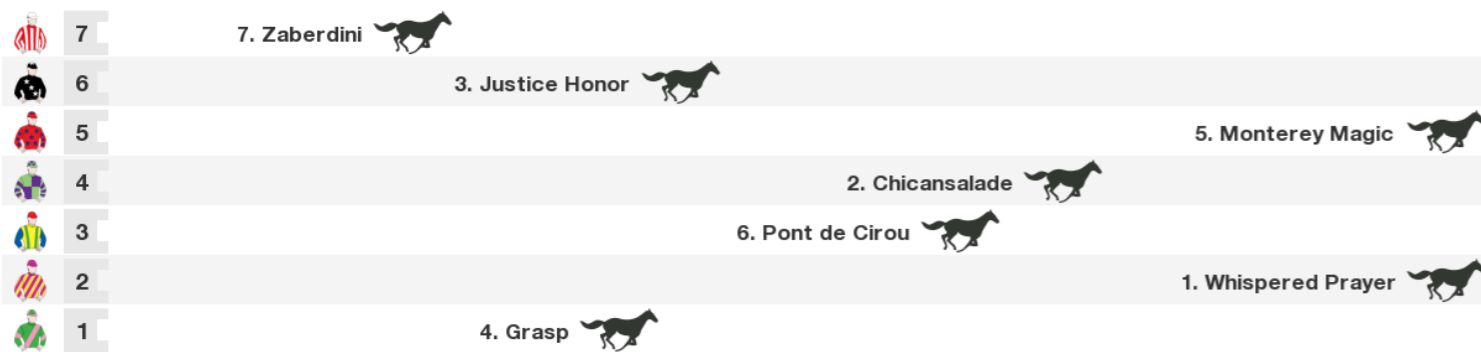 7 7. Zaberdini
6 3. Justice Honor
5 5. Monterey Magic
4 2. Chicansalade
3 6. Pont de Cirou
2 1. Whispered Prayer
1 4. Grasp